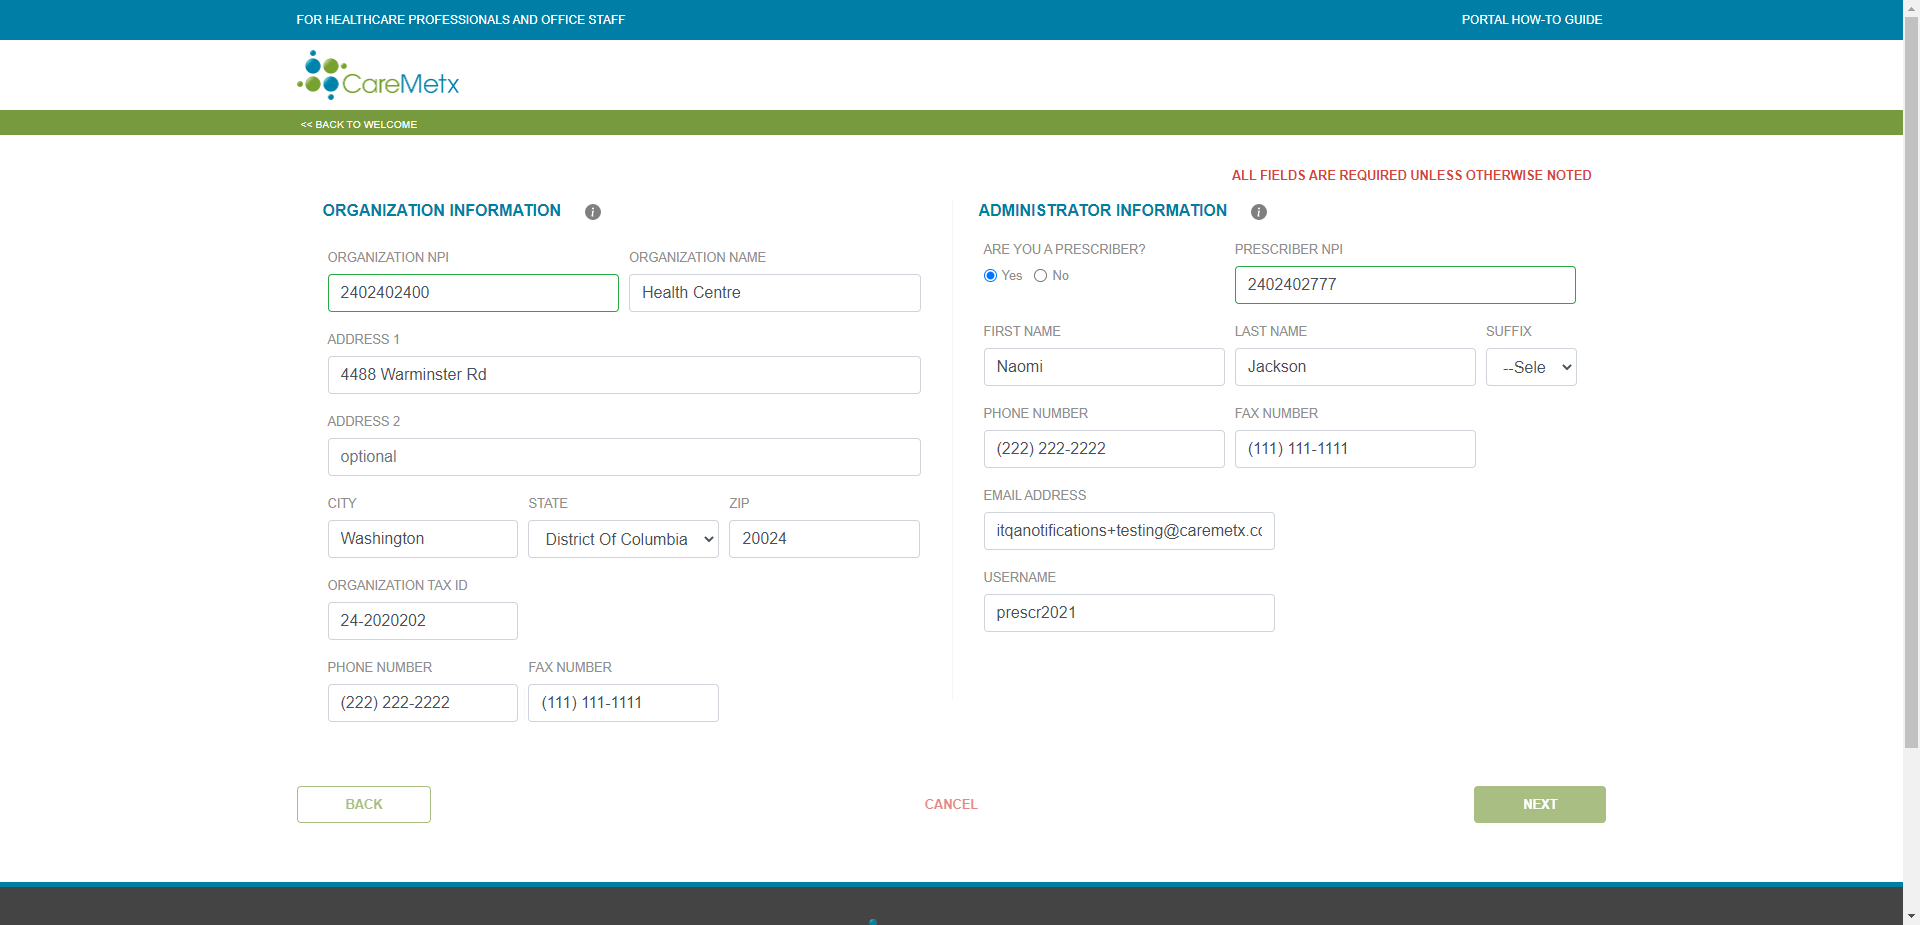 FOR HEALTHCARE PROFESSIONALS AND OFFICE STAFF
PORTAL HOW-TO GUIDE
CareMetx
<< BACK TO WELCOME
ALL FIELDS ARE REQUIRED UNLESS OTHERWISE NOTED
ORGANIZATION INFORMATION i
ORGANIZATION NPI
ORGANIZATION NAME
2402402400
Health Centre
ADDRESS 1
4488 Warminster Rd
ADDRESS 2
optional
CITY
STATE
ZIP
Washington
District Of Columbia
20024
ORGANIZATION TAX ID
24-2020202
PHONE NUMBER
FAX NUMBER
(222) 222-2222
(111) 111-1111
ADMINISTRATOR INFORMATION i
ARE YOU A PRESCRIBER?
PRESCRIBER NPI
Yes
No
2402402777
FIRST NAME
LAST NAME
SUFFIX
Naomi
Jackson
--Sele
PHONE NUMBER
FAX NUMBER
(222) 222-2222
(111) 111-1111
EMAIL ADDRESS
itqanotifications+testing@caremetx.co
USERNAME
prescr2021
BACK
CANCEL
NEXT